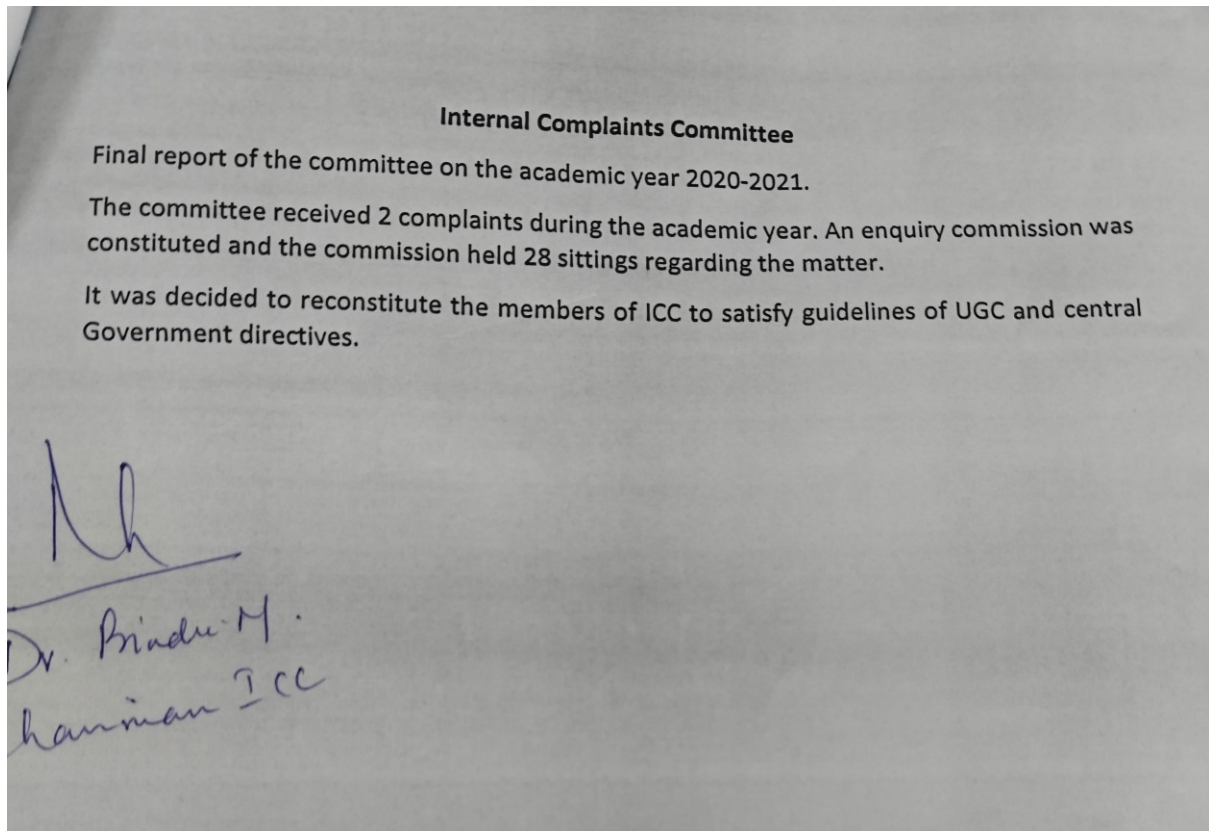 Internal Complaints Committee
Final report of the committee on the academic year 2020-2021.
The committee received 2 complaints during the academic year. An enquiry commission was
constituted and the commission held 28 sittings regarding the matter.
It was decided to reconstitute the members of ICC to satisfy guidelines of UGC and central
Government directives.
Dr. Bindu M.
hairman ICC